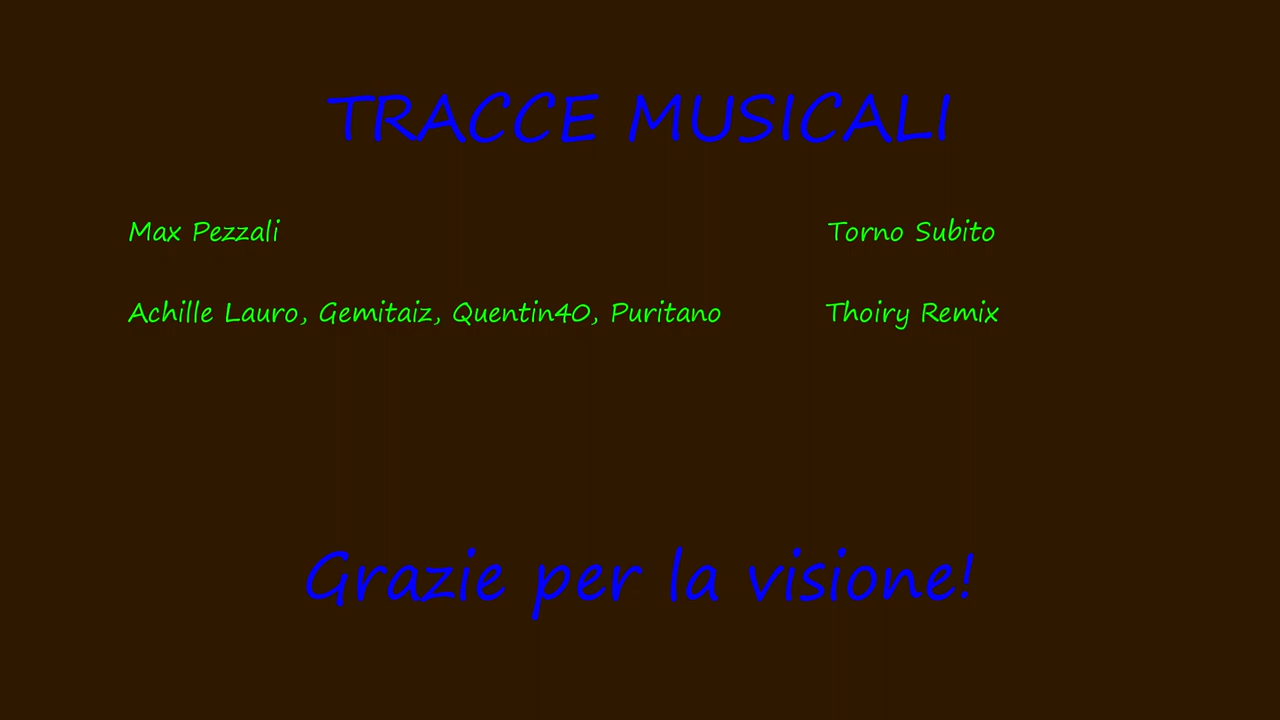 TRACCE MUSICALI
Max Pezzali Torno Subito
Achille Lauro, Gemitaiz, Quentin40, Puritano Thoiry Remix
Grazie per la visione!